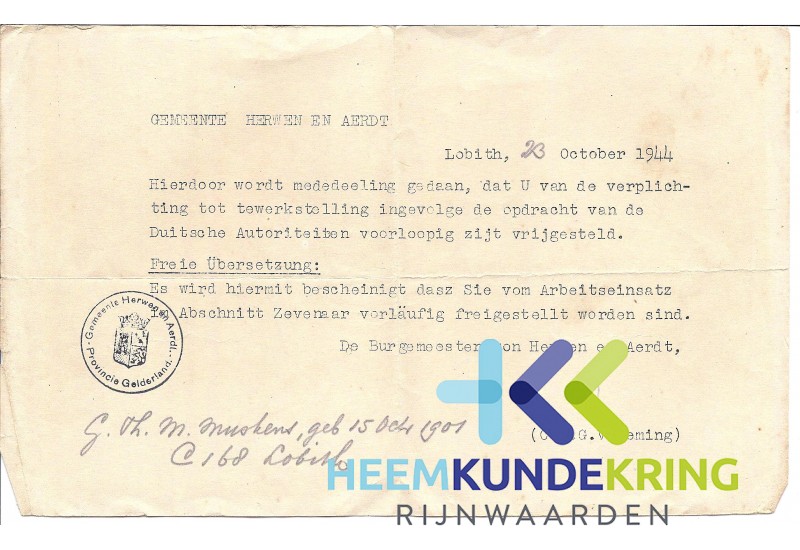 GEMEENTE HERWEN EN AERDT
Lobith, 23 October 1944
Hierdoor wordt mededeeling gedaan, dat U van de verplich-
ting tot tewerkstelling ingevolge de opdracht van de
Duitsche Autoriteiten voorloopig zijt vrijgesteld.
Freie Übersetzung:
Es wird hiermit bescheinigt dasz Sie vom Arbeitseinsatz
Abschnitt Zevenaar vorläufig freigestellt worden sind.
De Burgemeester von Herwen en Aerdt,
Gemeente Herwen en Aerdt.
Provincie Gelderland.
G. Th. M. Muskens, geb 15 Oct 1901
C 168 Lobith
HEEMKUNDEKRING
RIJNWAARDEN